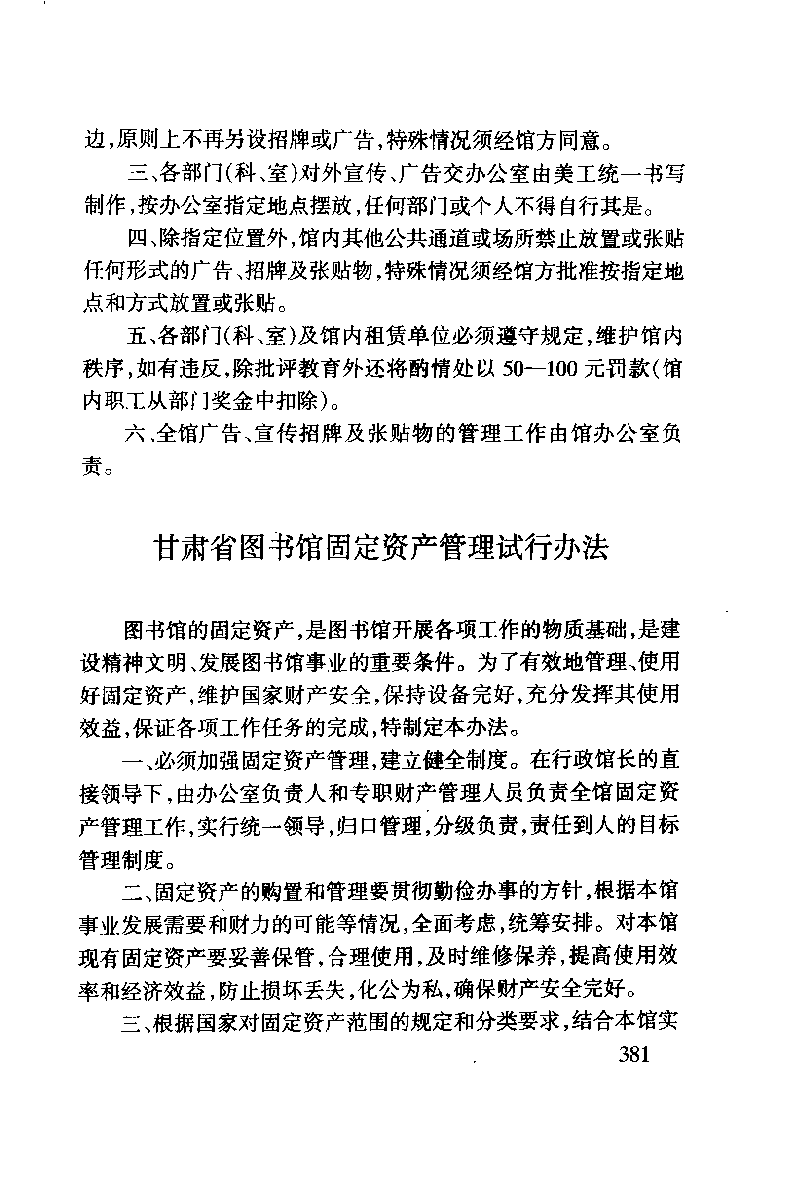 边,原则上不再另设招牌或广告,特殊情况须经馆方同意。
三、各部门(科、室)对外宣传、广告交办公室由美工统一书写
制作,按办公室指定地点摆放,任何部门或个人不得自行其是。
四、除指定位置外,馆内其他公共通道或场所禁止放置或张贴
任何形式的广告、招牌及张贴物,特殊情况须经馆方批准按指定地
点和方式放置或张贴。
五、各部门(科、室)及馆内租赁单位必须遵守规定,维护馆内
秩序,如有违反,除批评教育外还将酌情处以 50—100 元罚款(馆
内职工从部门奖金中扣除)。
六、全馆广告、宣传招牌及张贴物的管理工作由馆办公室负
责。
甘肃省图书馆固定资产管理试行办法
图书馆的固定资产,是图书馆开展各项工作的物质基础,是建
设精神文明、发展图书馆事业的重要条件。为了有效地管理、使用
好固定资产,维护国家财产安全,保持设备完好,充分发挥其使用
效益,保证各项工作任务的完成,特制定本办法。
一、必须加强固定资产管理,建立健全制度。在行政馆长的直
接领导下,由办公室负责人和专职财产管理人员负责全馆固定资
产管理工作,实行统一领导,归口管理,分级负责,责任到人的目标
管理制度。
二、固定资产的购置和管理要贯彻勤俭办事的方针,根据本馆
事业发展需要和财力的可能等情况,全面考虑,统筹安排。对本馆
现有固定资产要妥善保管,合理使用,及时维修保养,提高使用效
率和经济效益,防止损坏丢失,化公为私,确保财产安全完好。
三、根据国家对固定资产范围的规定和分类要求,结合本馆实
381